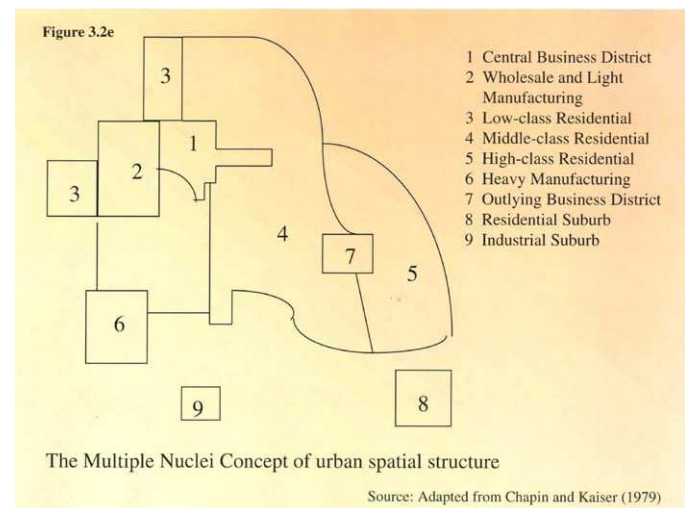 Figure 3.2e
1 Central Business District
2 Wholesale and Light
Manufacturing
3 Low-class Residential
4 Middle-class Residential
5 High-class Residential
6 Heavy Manufacturing
7 Outlying Business District
8 Residential Suburb
9 Industrial Suburb
3
1
2
3
4
7
5
6
9
8
The Multiple Nuclei Concept of urban spatial structure
Source: Adapted from Chapin and Kaiser (1979)